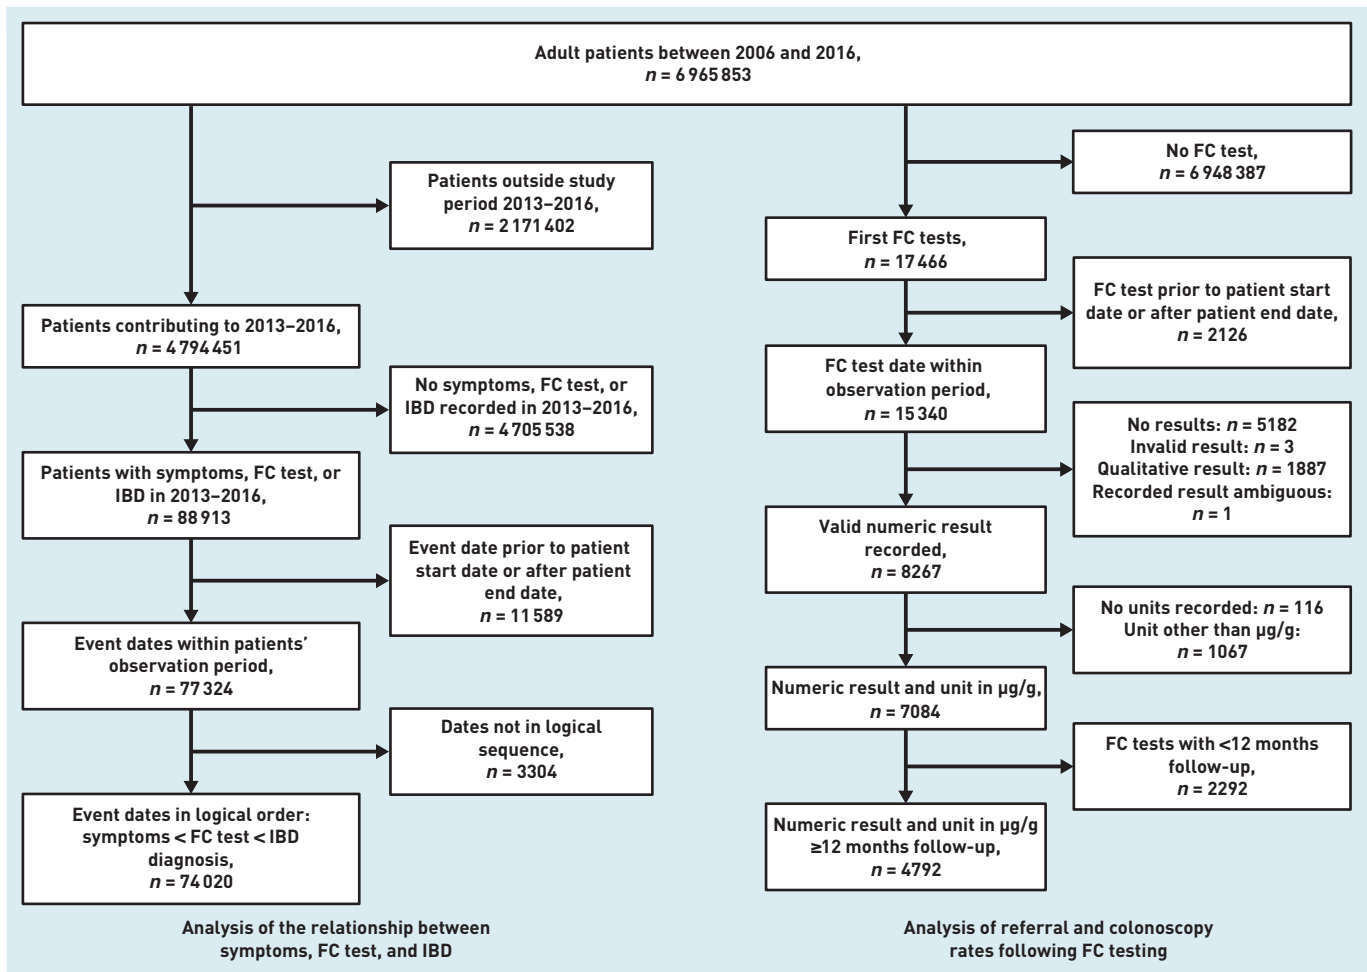 Adult patients between 2006 and 2016,
n = 6 965 853
Patients outside study
period 2013–2016,
n = 2 171 402
Patients contributing to 2013–2016,
n = 4 794 451
No symptoms, FC test, or
IBD recorded in 2013–2016,
n = 4 705 538
Patients with symptoms, FC test, or
IBD in 2013–2016,
n = 88 913
Event date prior to patient
start date or after patient
end date,
n = 11 589
Event dates within patients’
observation period,
n = 77 324
Dates not in logical
sequence,
n = 3304
Event dates in logical order:
symptoms < FC test < IBD
diagnosis,
n = 74 020
Analysis of the relationship between
symptoms, FC test, and IBD
No FC test,
n = 6 948 387
First FC tests,
n = 17 466
FC test prior to patient start
date or after patient end date,
n = 2126
FC test date within
observation period,
n = 15 340
No results: n = 5182
Invalid result: n = 3
Qualitative result: n = 1887
Recorded result ambiguous:
n = 1
Valid numeric result
recorded,
n = 8267
No units recorded: n = 116
Unit other than µg/g:
n = 1067
Numeric result and unit in µg/g,
n = 7084
FC tests with <12 months
follow-up,
n = 2292
Numeric result and unit in µg/g
≥12 months follow-up,
n = 4792
Analysis of referral and colonoscopy
rates following FC testing